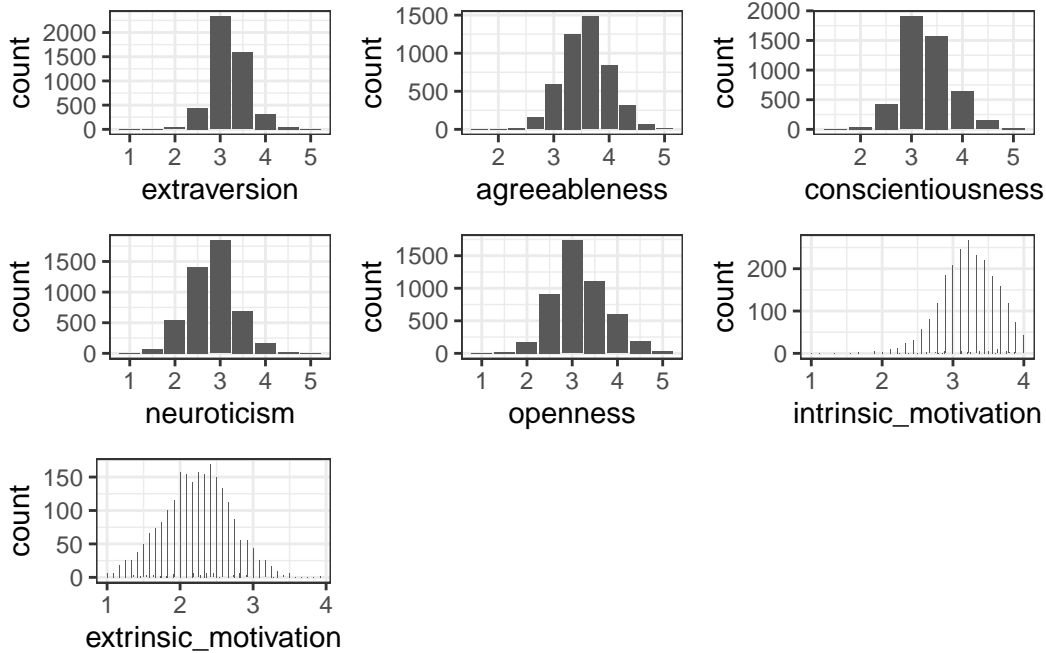 count
2000
1500
1000
500
0
1 2 3 4 5
extraversion
count
1500
1000
500
0
2 3 4 5
agreeableness
count
2000
1500
1000
500
0
2 3 4 5
conscientiousness
count
1500
1000
500
0
1 2 3 4 5
neuroticism
count
1500
1000
500
0
1 2 3 4 5
openness
count
200
100
0
1 2 3 4
intrinsic_motivation
count
150
100
50
0
1 2 3 4
extrinsic_motivation